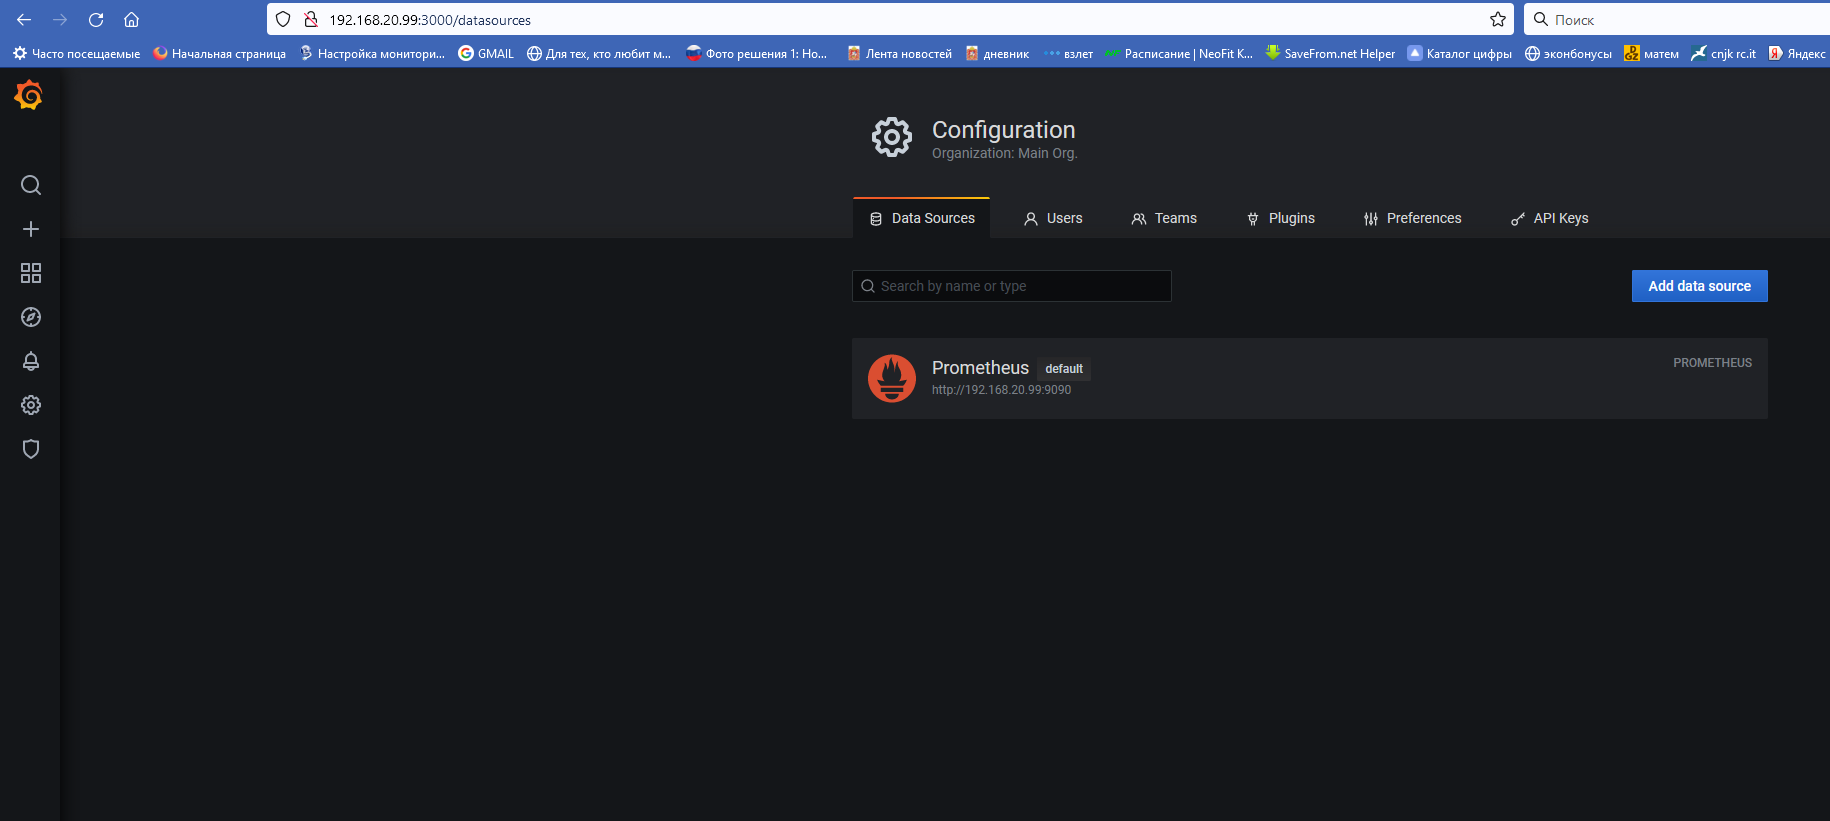 192.168.20.99:3000/datasources
Поиск
Часто посещаемые
Начальная страница
Настройка монитори...
GMAIL
Для тех, кто любит м...
Фото решения 1: Но...
Лента новостей
дневник
взлет
Расписание | NeoFit К...
SaveFrom.net Helper
Каталог цифры
эконбонусы
матем
cnjk rc.it
Яндекс
Configuration
Organization: Main Org.
Data Sources
Users
Teams
Plugins
Preferences
API Keys
Search by name or type
Add data source
Prometheus default
PROMETHEUS
http://192.168.20.99:9090